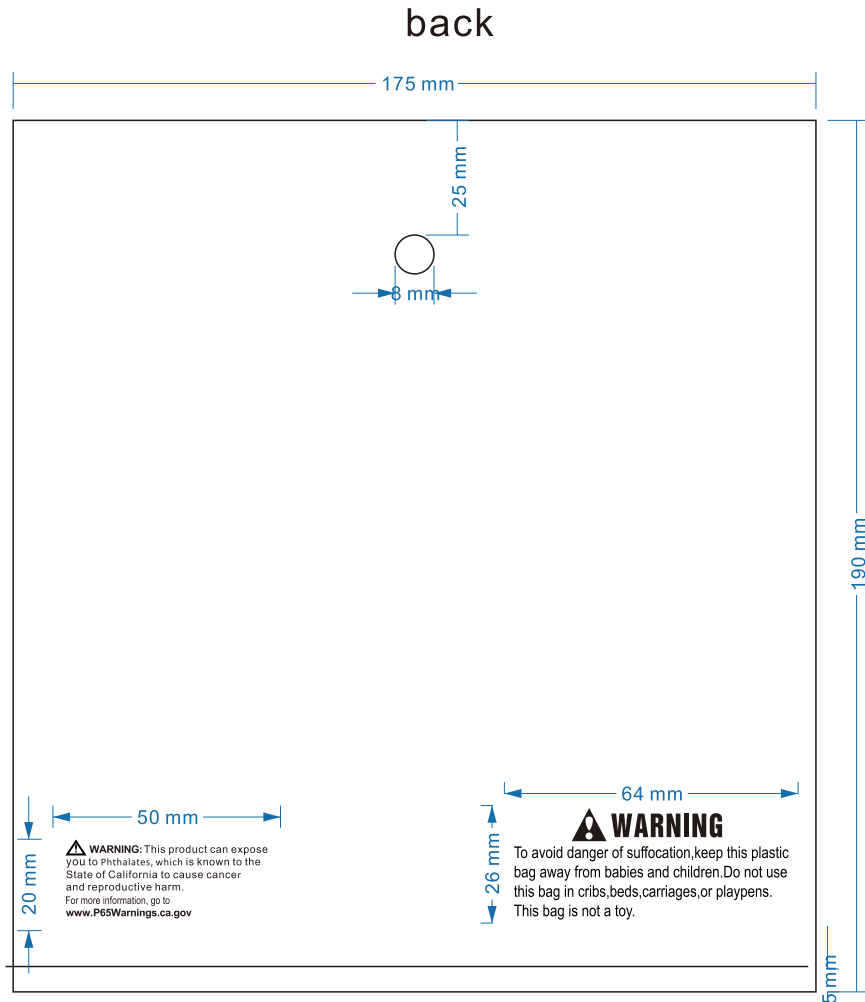 back
175 mm
25 mm
8 mm
190 mm
50 mm
64 mm
20 mm
WARNING: This product can expose
you to Phthalates, which is known to the
State of California to cause cancer
and reproductive harm.
For more information, go to
www.P65Warnings.ca.gov
26 mm
WARNING
To avoid danger of suffocation,keep this plastic
bag away from babies and children.Do not use
this bag in cribs,beds,carriages,or playpens.
This bag is not a toy.
5 mm